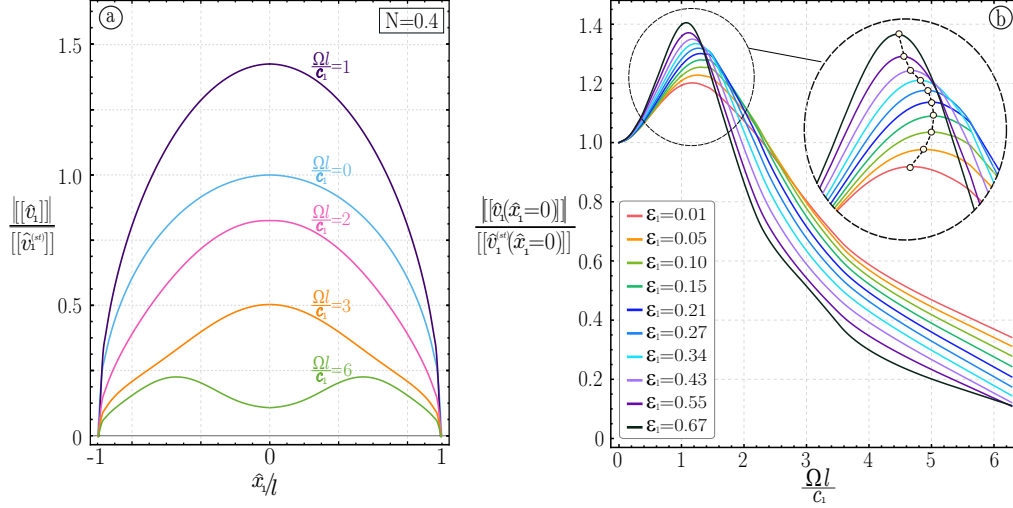 a
N=0.4
1.5
1.0
0.5
0
-1
0
1
|[[v̂₁]]|
[[v̂₁⁽ˢᵗ⁾]]
x̂₁/l
Ωl/c₁=1
Ωl/c₁=0
Ωl/c₁=2
Ωl/c₁=3
Ωl/c₁=6
b
1.4
1.2
1.0
0.8
0.6
0.4
0.2
0
0
1
2
3
4
5
6
|[[v̂₁(x̂₁=0)]]|
[[v̂₁⁽ˢᵗ⁾(x̂₁=0)]]
Ωl
c₁
ε₁=0.01
ε₁=0.05
ε₁=0.10
ε₁=0.15
ε₁=0.21
ε₁=0.27
ε₁=0.34
ε₁=0.43
ε₁=0.55
ε₁=0.67